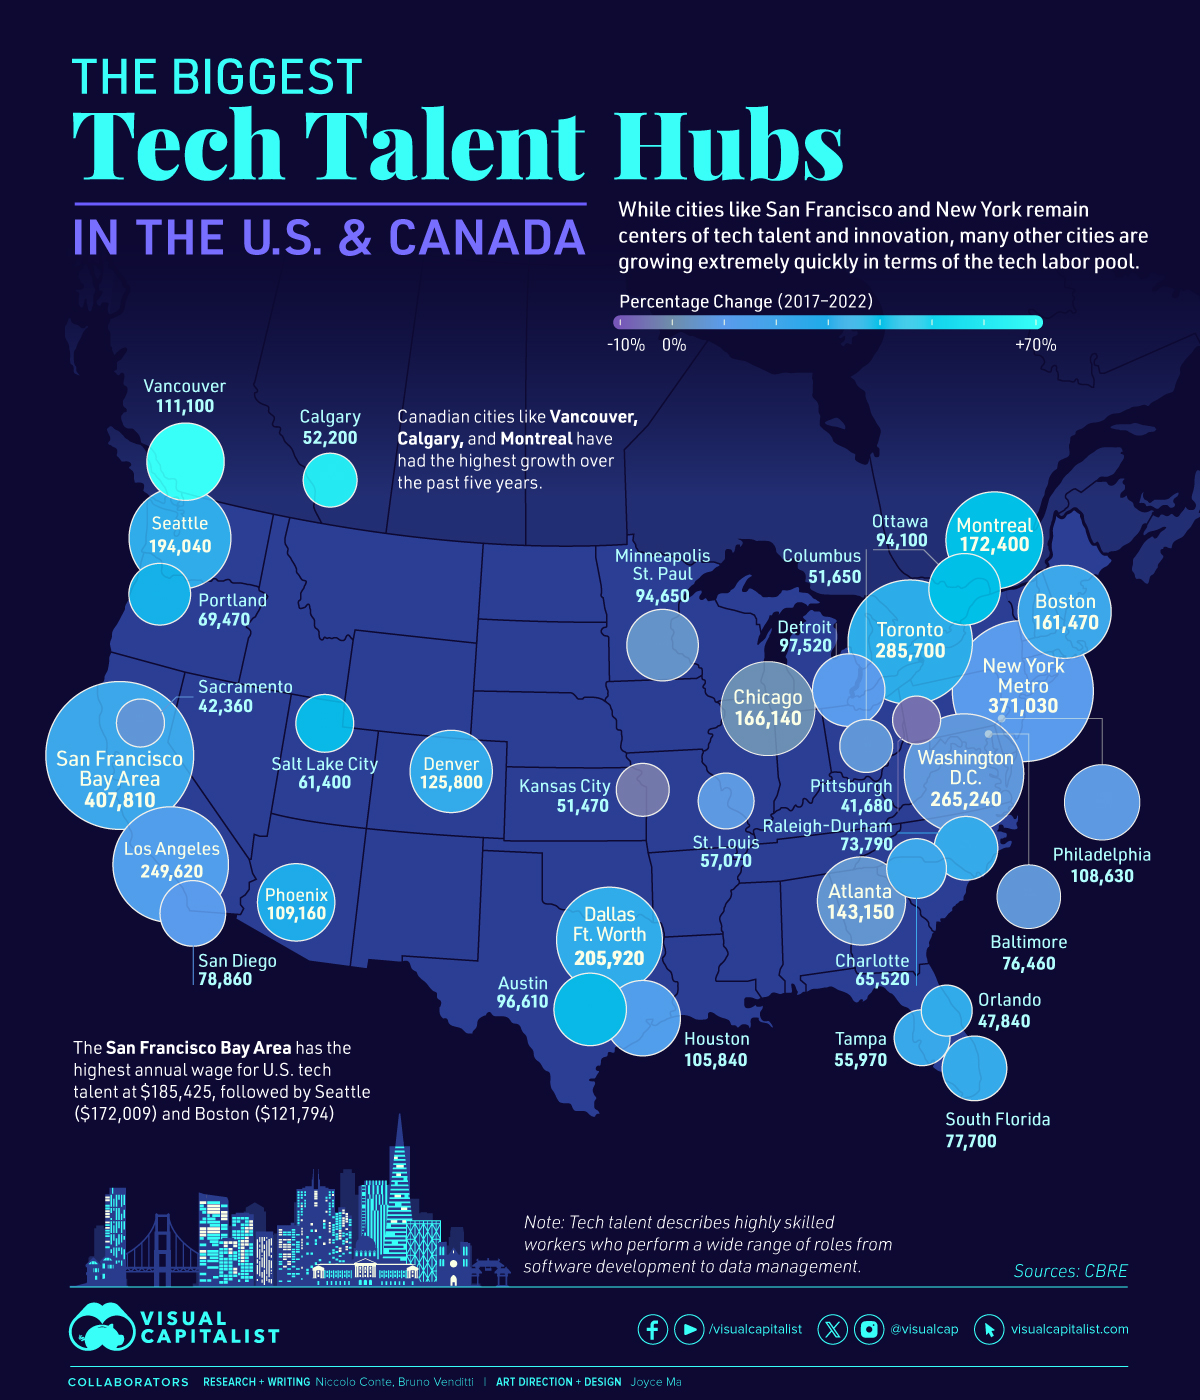 THE BIGGEST
Tech Talent Hubs
IN THE U.S. & CANADA
While cities like San Francisco and New York remain
centers of tech talent and innovation, many other cities are
growing extremely quickly in terms of the tech labor pool.
Percentage Change (2017–2022)
-10% 0% +70%
Vancouver
111,100
Calgary
52,200
Canadian cities like Vancouver,
Calgary, and Montreal have
had the highest growth over
the past five years.
Seattle
194,040
Portland
69,470
Minneapolis
St. Paul
94,650
Columbus
51,650
Ottawa
94,100
Montreal
172,400
Boston
161,470
Detroit
97,520
Toronto
285,700
New York
Metro
371,030
Sacramento
42,360
San Francisco
Bay Area
407,810
Salt Lake City
61,400
Denver
125,800
Kansas City
51,470
Chicago
166,140
St. Louis
57,070
Pittsburgh
41,680
Washington
D.C.
265,240
Raleigh-Durham
73,790
Philadelphia
108,630
Los Angeles
249,620
Phoenix
109,160
San Diego
78,860
Dallas
Ft. Worth
205,920
Austin
96,610
Houston
105,840
Atlanta
143,150
Charlotte
65,520
Baltimore
76,460
Orlando
47,840
Tampa
55,970
South Florida
77,700
The San Francisco Bay Area has the
highest annual wage for U.S. tech
talent at $185,425, followed by Seattle
($172,009) and Boston ($121,794)
Note: Tech talent describes highly skilled
workers who perform a wide range of roles from
software development to data management.
Sources: CBRE
VISUAL
CAPITALIST
/visualcapitalist @visualcap visualcapitalist.com
COLLABORATORS RESEARCH + WRITING Niccolo Conte, Bruno Venditti | ART DIRECTION + DESIGN Joyce Ma